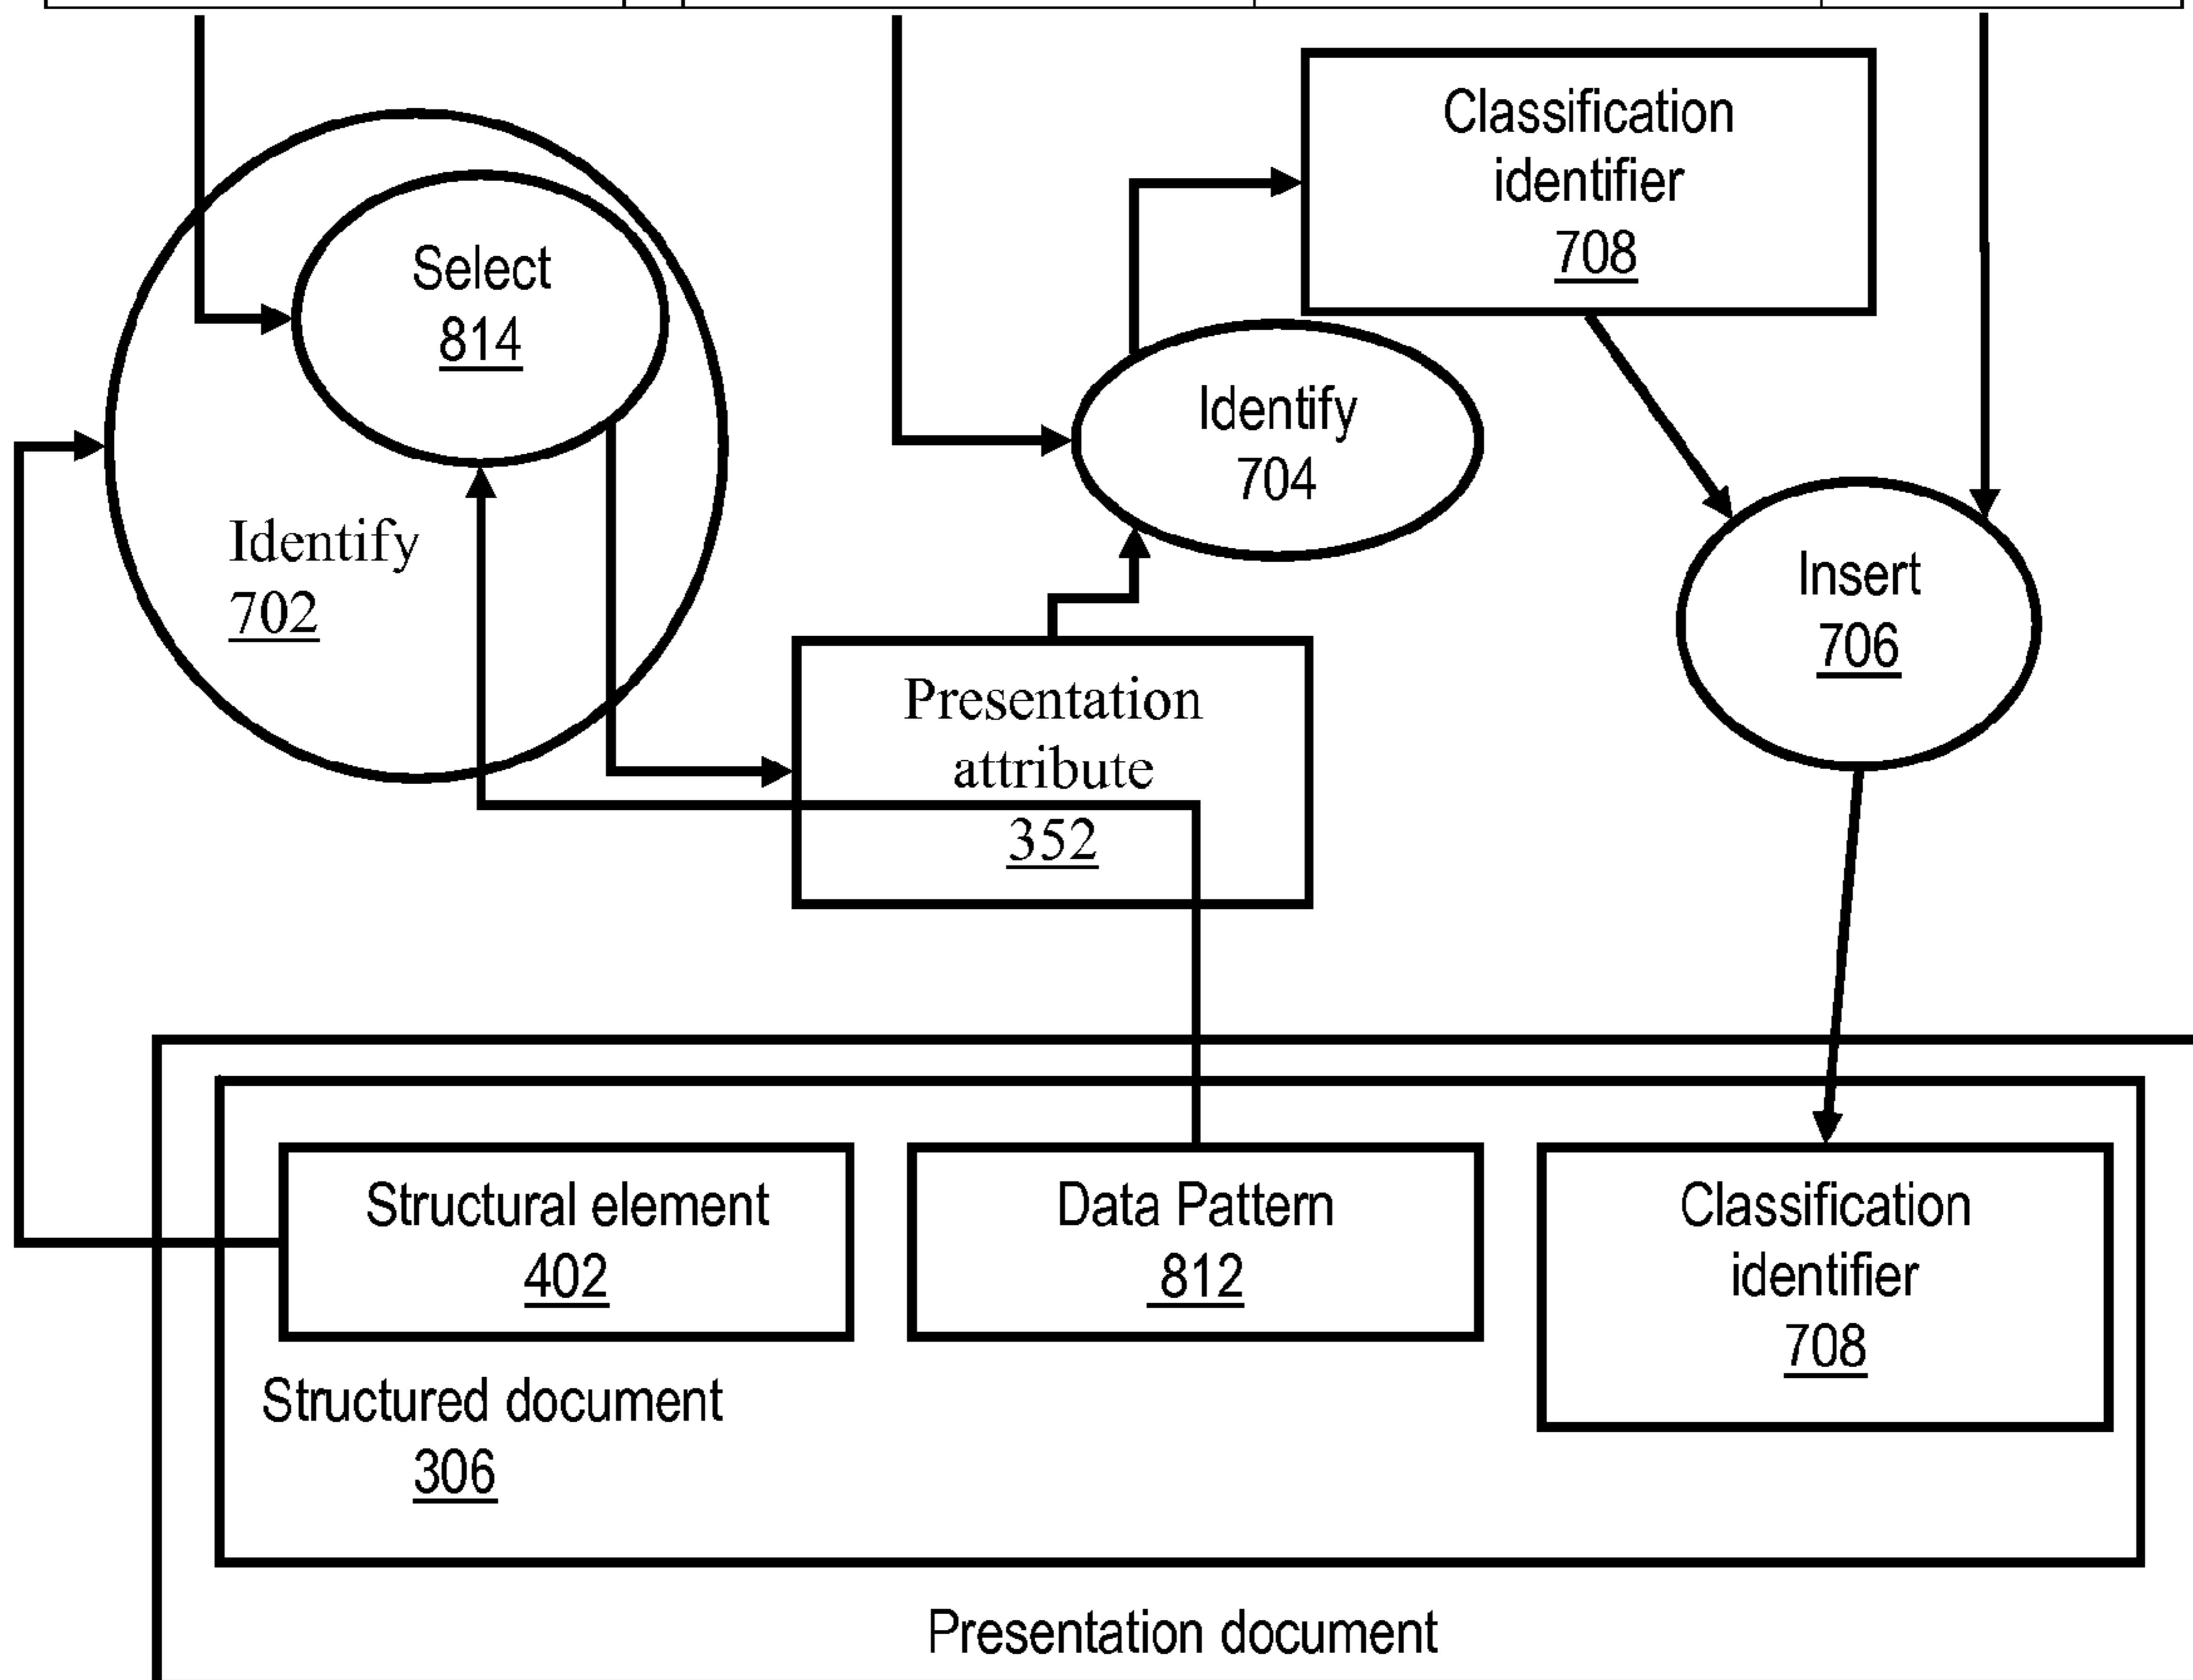 Classification
identifier
708
Select
814
Identify
704
Identify
702
Insert
706
Presentation
attribute
352
Structural element
402
Data Pattern
812
Classification
identifier
708
Structured document
306
Presentation document